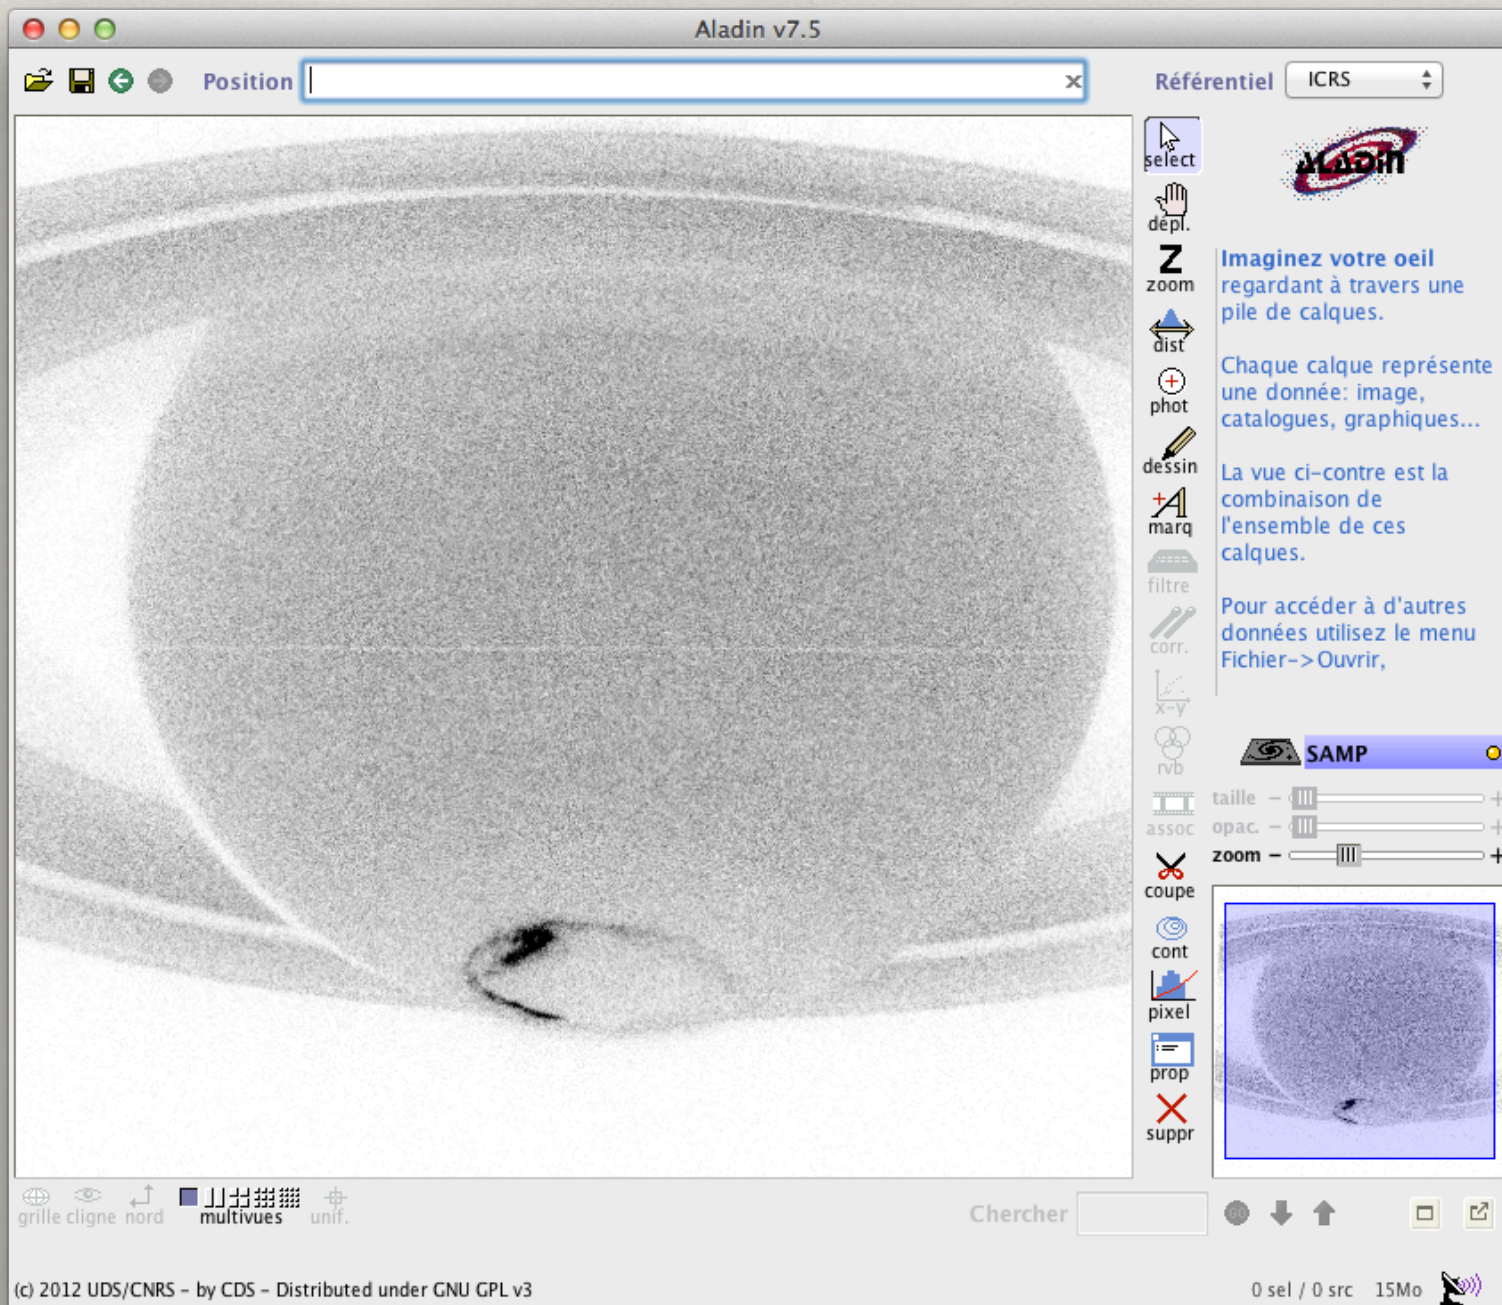 Aladin v7.5
Position
Référentiel ICRS
ALADiN
select
dépl.
Z
zoom
dist
phot
dessin
marq
filtre
corr.
x-y
rvb
assoc
coupe
cont
pixel
prop
suppr
Imaginez votre oeil
regardant à travers une
pile de calques.
Chaque calque représente
une donnée: image,
catalogues, graphiques...
La vue ci-contre est la
combinaison de
l'ensemble de ces
calques.
Pour accéder à d'autres
données utilisez le menu
Fichier->Ouvrir,
SAMP
taille - +
opac. - +
zoom - +
grille cligne nord multivues unif.
Chercher GO
(c) 2012 UDS/CNRS - by CDS - Distributed under GNU GPL v3
0 sel / 0 src 15Mo